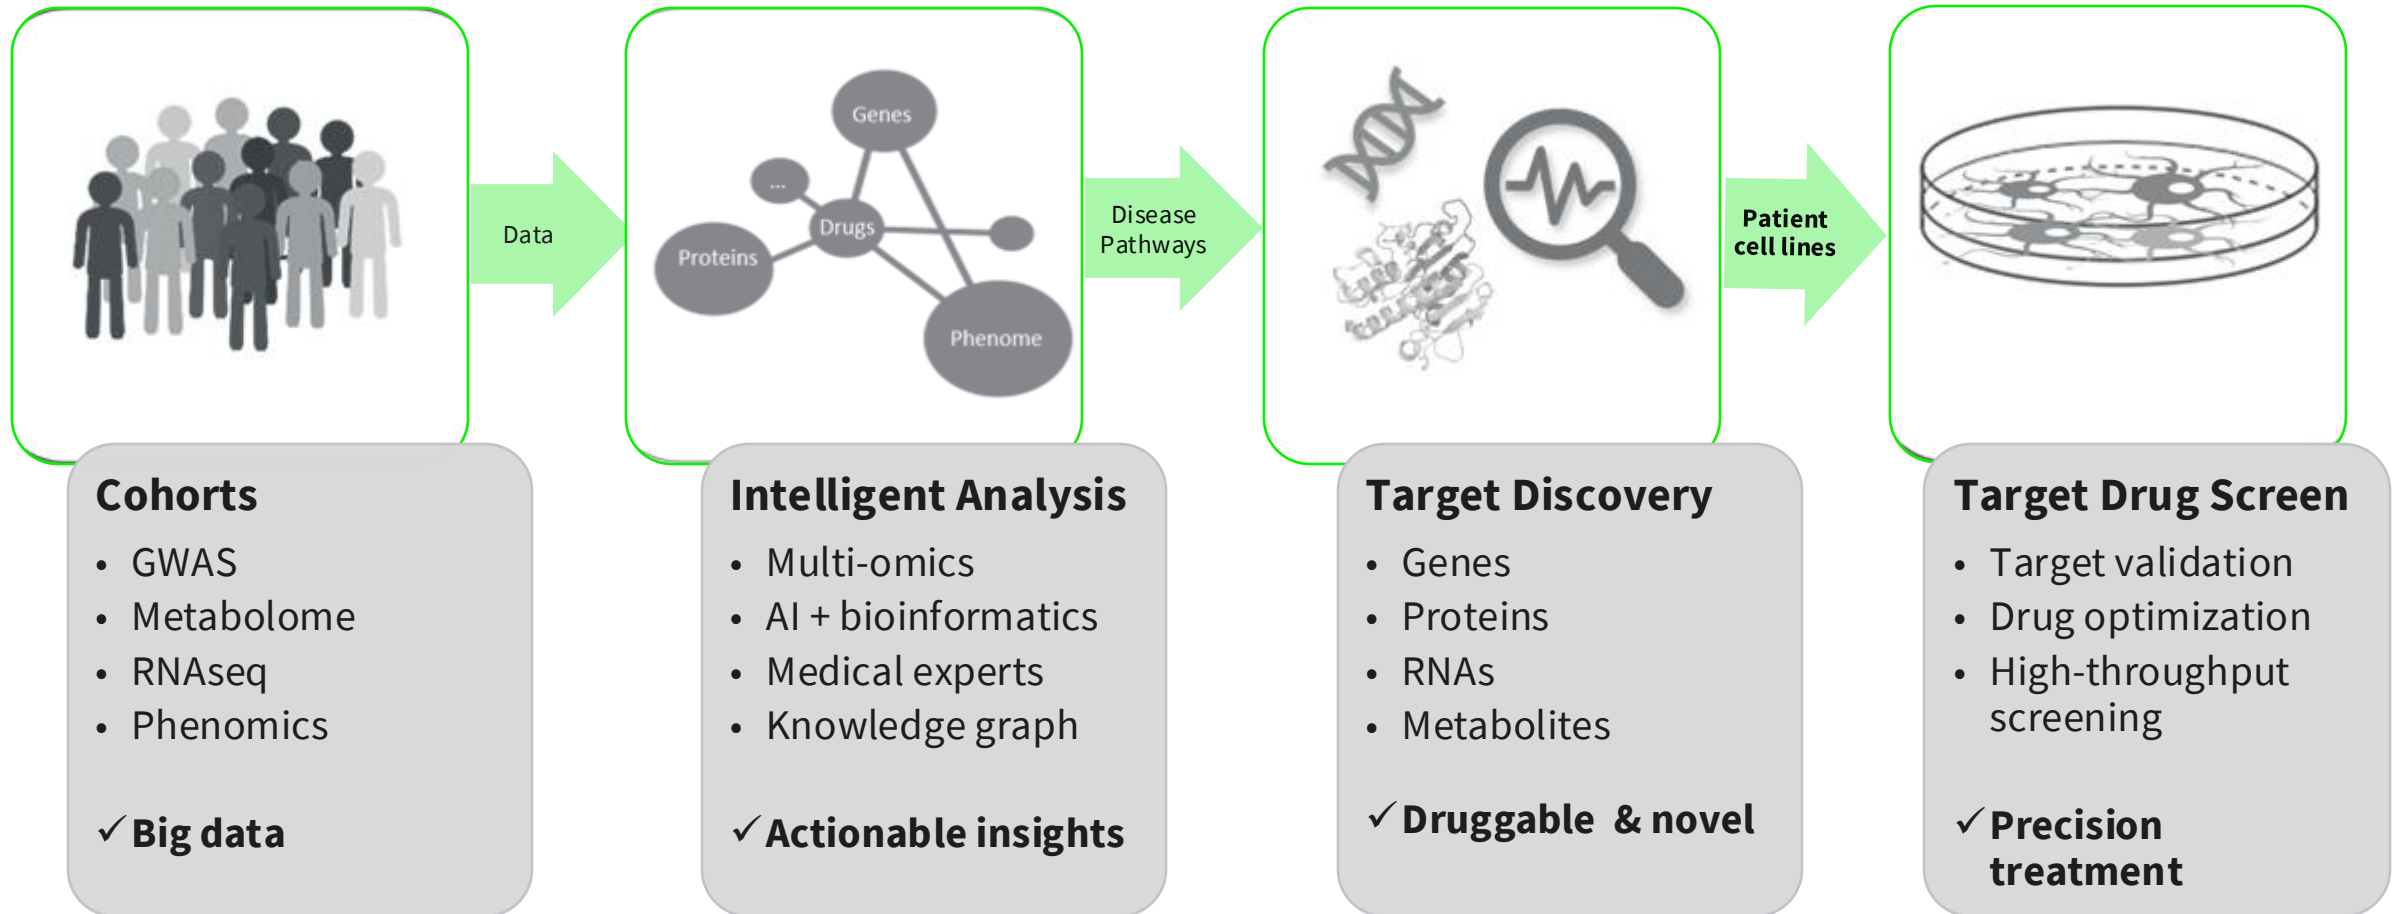 Genes
...
Drugs
Proteins
Phenome
Data
Disease
Pathways
Patient
cell lines
Cohorts
• GWAS
• Metabolome
• RNAseq
• Phenomics
✓ Big data
Intelligent Analysis
• Multi-omics
• AI + bioinformatics
• Medical experts
• Knowledge graph
✓ Actionable insights
Target Discovery
• Genes
• Proteins
• RNAs
• Metabolites
✓ Druggable & novel
Target Drug Screen
• Target validation
• Drug optimization
• High-throughput
screening
✓ Precision
treatment